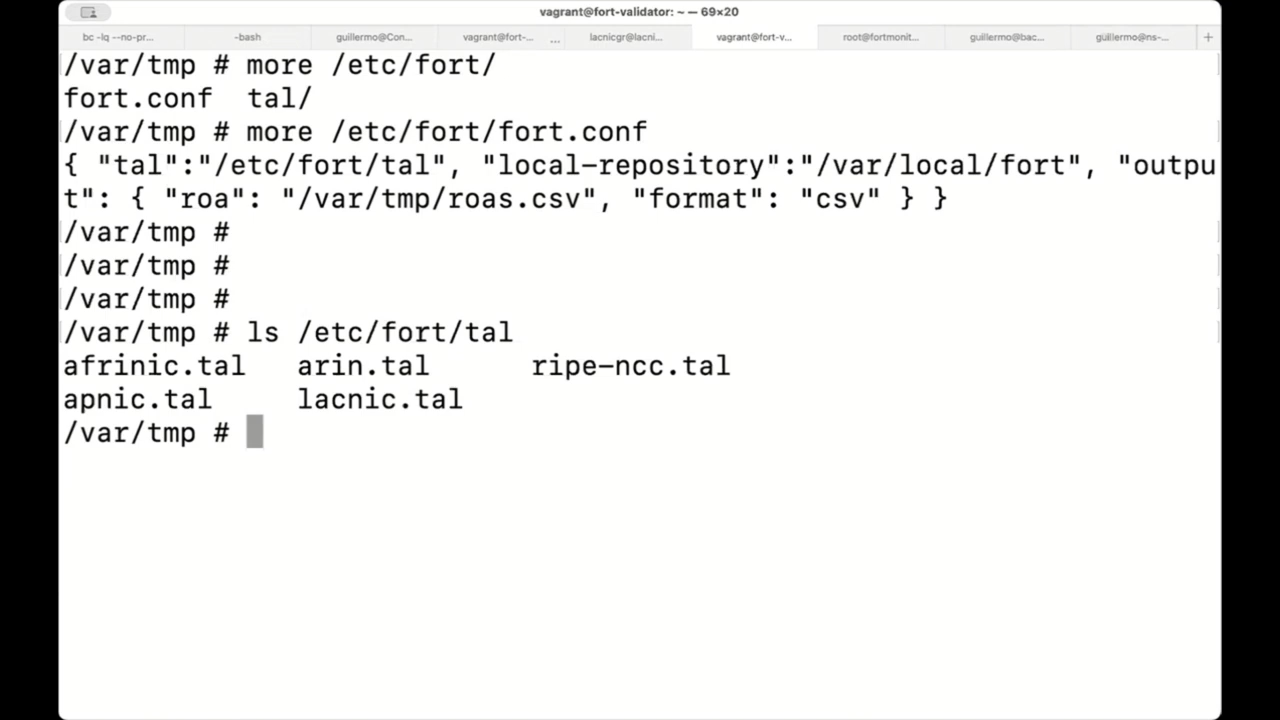 vagrant@fort-validator: ~ — 69×20
bc -lq --no-pr... -bash guillermo@Con... vagrant@fort-... ... lacnicgr@lacni... vagrant@fort-v... root@fortmonit... guillermo@bac... guillermo@ns-... +
/var/tmp # more /etc/fort/
fort.conf  tal/
/var/tmp # more /etc/fort/fort.conf
{ "tal":"/etc/fort/tal", "local-repository":"/var/local/fort", "outpu
t": { "roa": "/var/tmp/roas.csv", "format": "csv" } }
/var/tmp #
/var/tmp #
/var/tmp #
/var/tmp # ls /etc/fort/tal
afrinic.tal   arin.tal      ripe-ncc.tal
apnic.tal     lacnic.tal
/var/tmp #